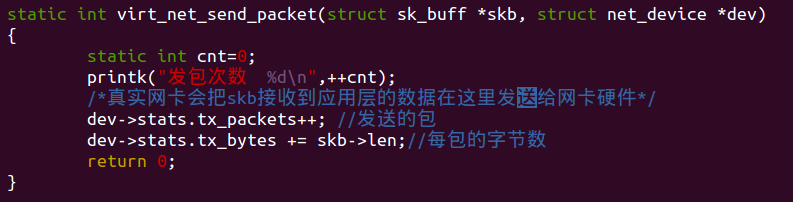 static int virt_net_send_packet(struct sk_buff *skb, struct net_device *dev)
{
        static int cnt=0;
        printk("发包次数  %d\n",++cnt);
        /*真实网卡会把skb接收到应用层的数据在这里发送给网卡硬件*/
        dev->stats.tx_packets++; //发送的包
        dev->stats.tx_bytes += skb->len;//每包的字节数
        return 0;
}